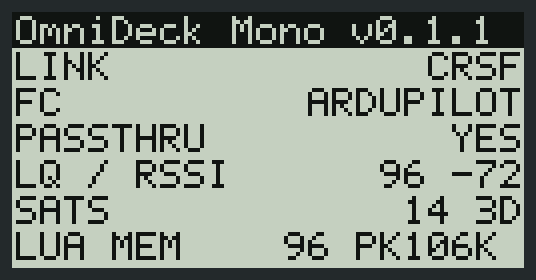 OmniDeck Mono v0.1.1
LINK CRSF
FC ARDUPILOT
PASSTHRU YES
LQ / RSSI 96 -72
SATS 14 3D
LUA MEM 96 PK106K